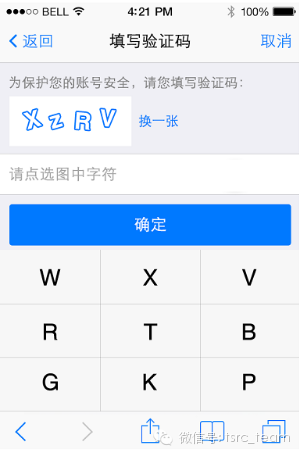 BELL 4:21 PM 100%
返回 填写验证码 取消
为保护您的账号安全，请您填写验证码：
XZRV 换一张
请点选图中字符
确定
W X V
R T B
G K P
微信号: tsrc_team